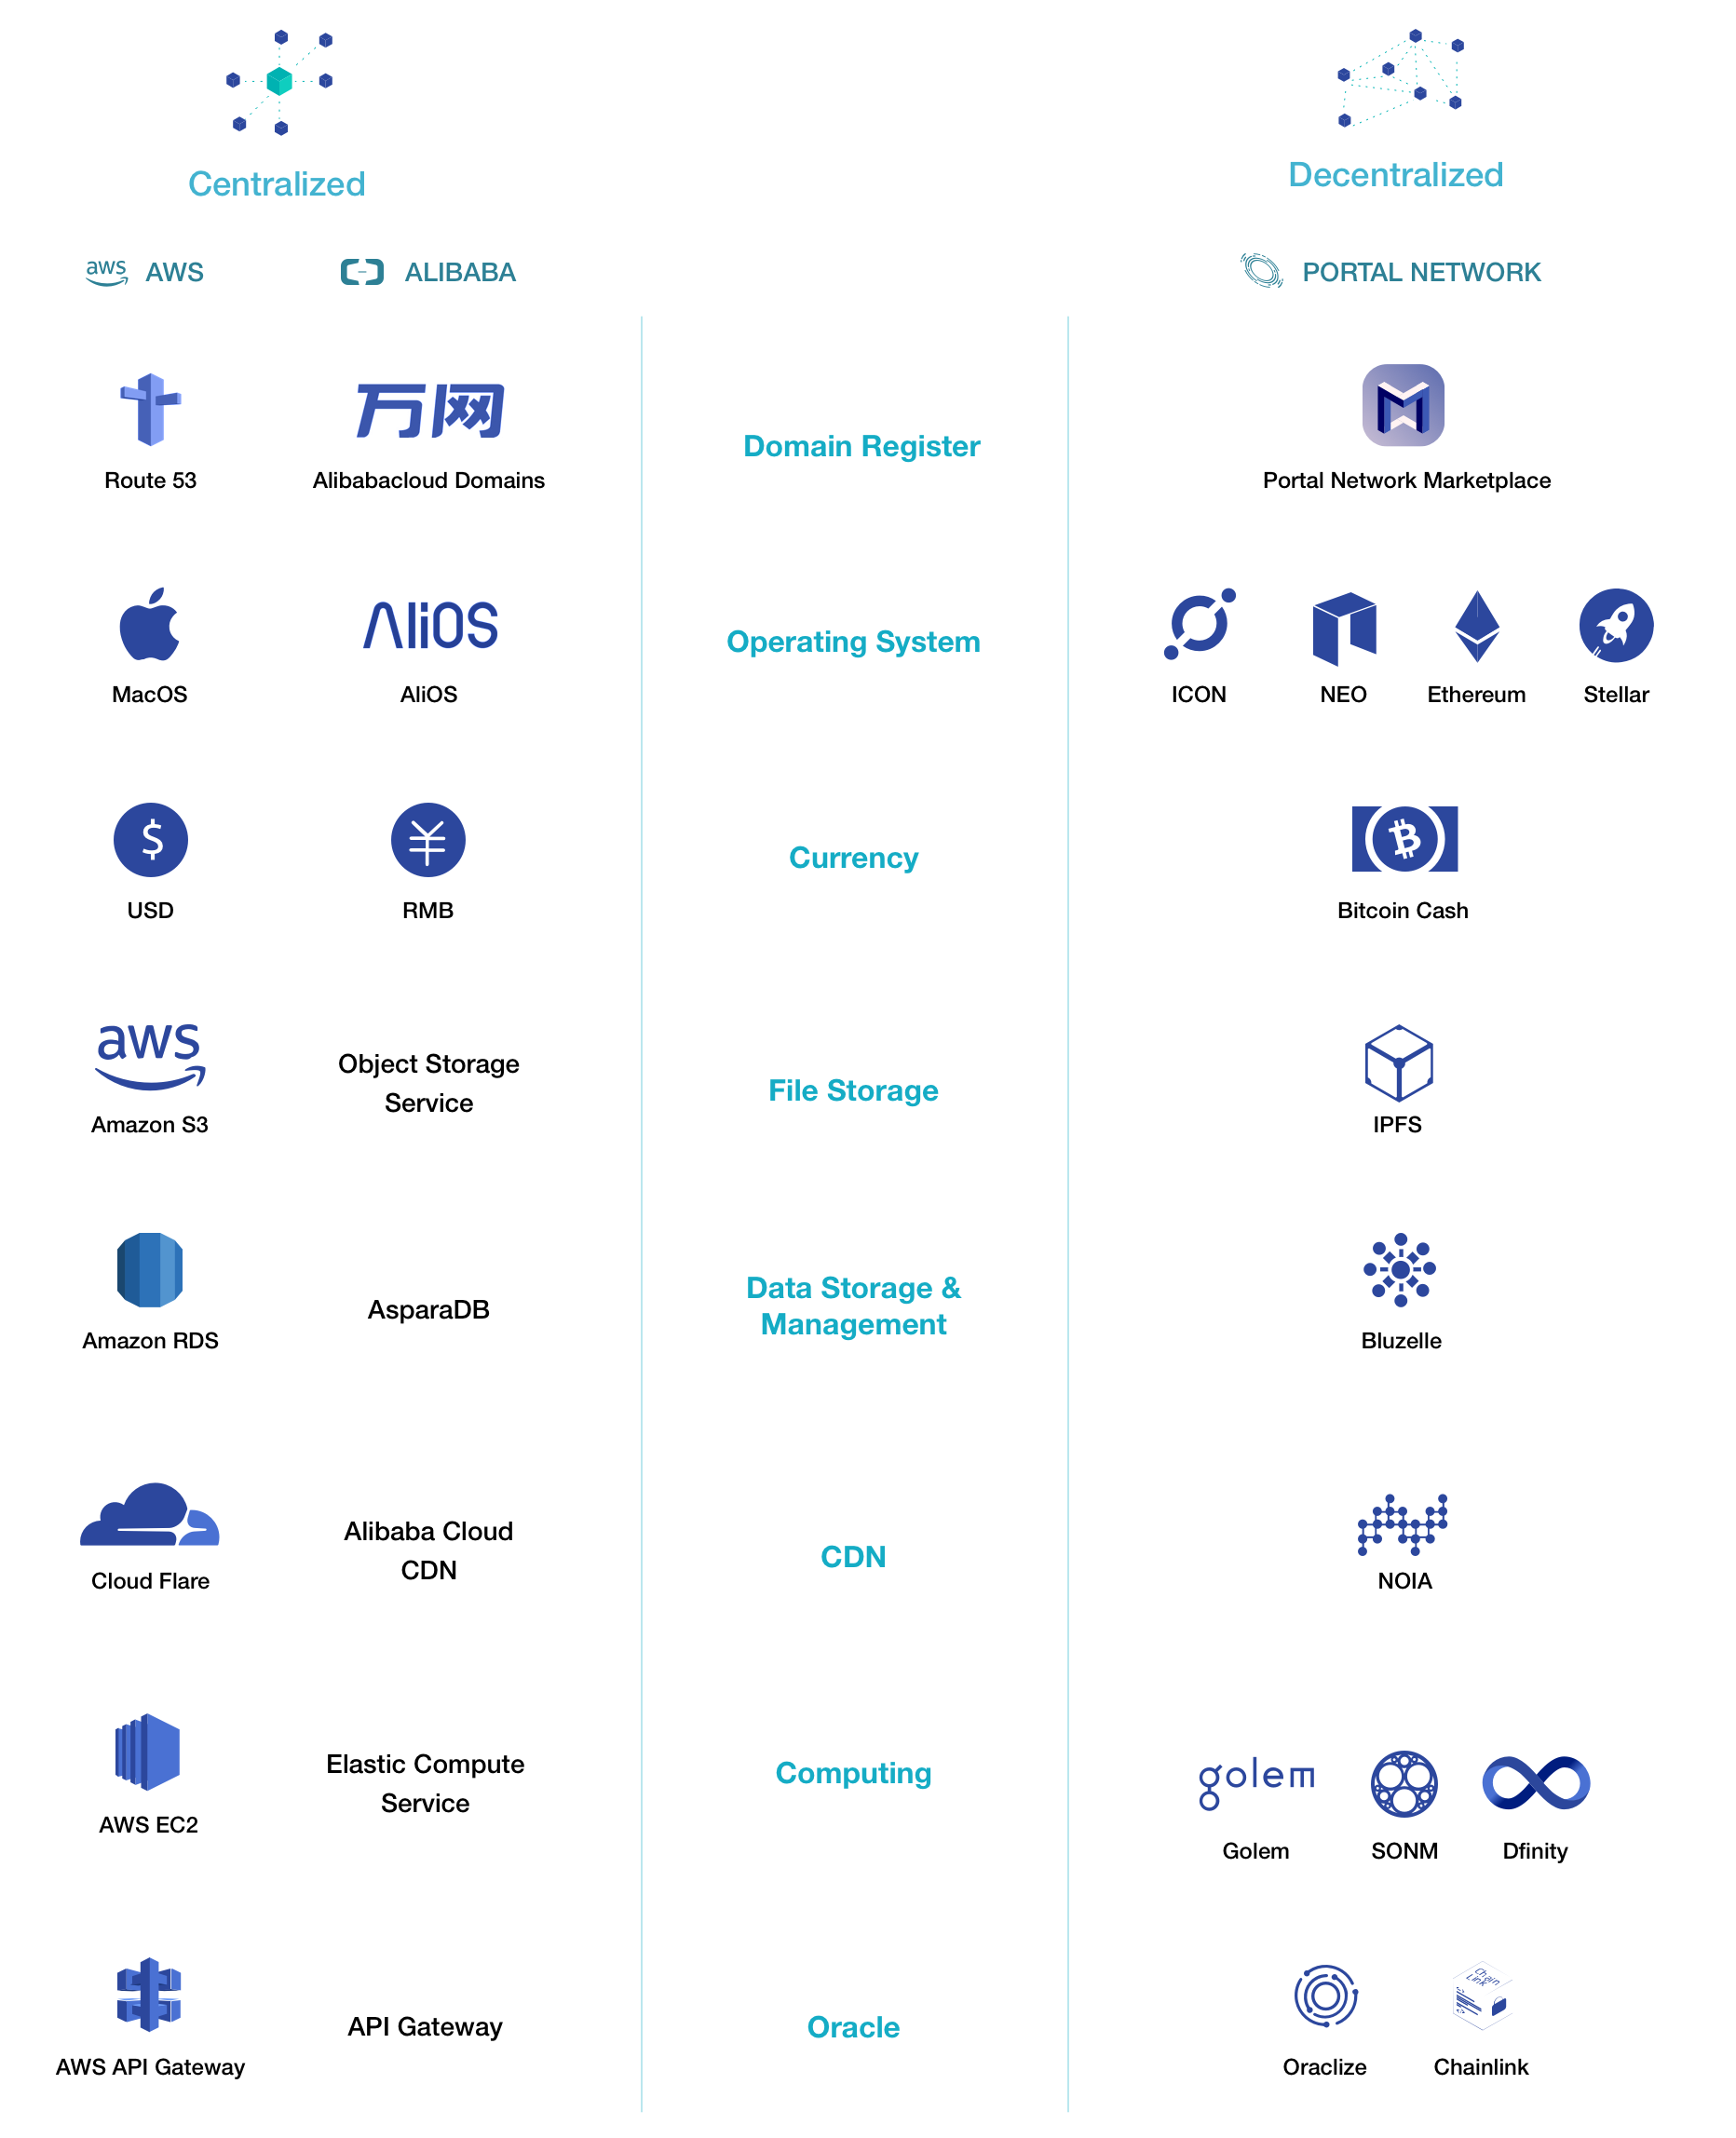 Centralized
Decentralized
aws AWS
ALIBABA
PORTAL NETWORK
万网
Route 53
Alibabacloud Domains
Domain Register
Portal Network Marketplace
AliOS
MacOS
AliOS
Operating System
ICON
NEO
Ethereum
Stellar
$
¥
USD
RMB
Currency
Bitcoin Cash
aws
Amazon S3
Object Storage
Service
File Storage
IPFS
Amazon RDS
AsparaDB
Data Storage &
Management
Bluzelle
Cloud Flare
Alibaba Cloud
CDN
CDN
NOIA
AWS EC2
Elastic Compute
Service
Computing
golem
Golem
SONM
Dfinity
AWS API Gateway
API Gateway
Oracle
Oraclize
Chain
Link
Chainlink